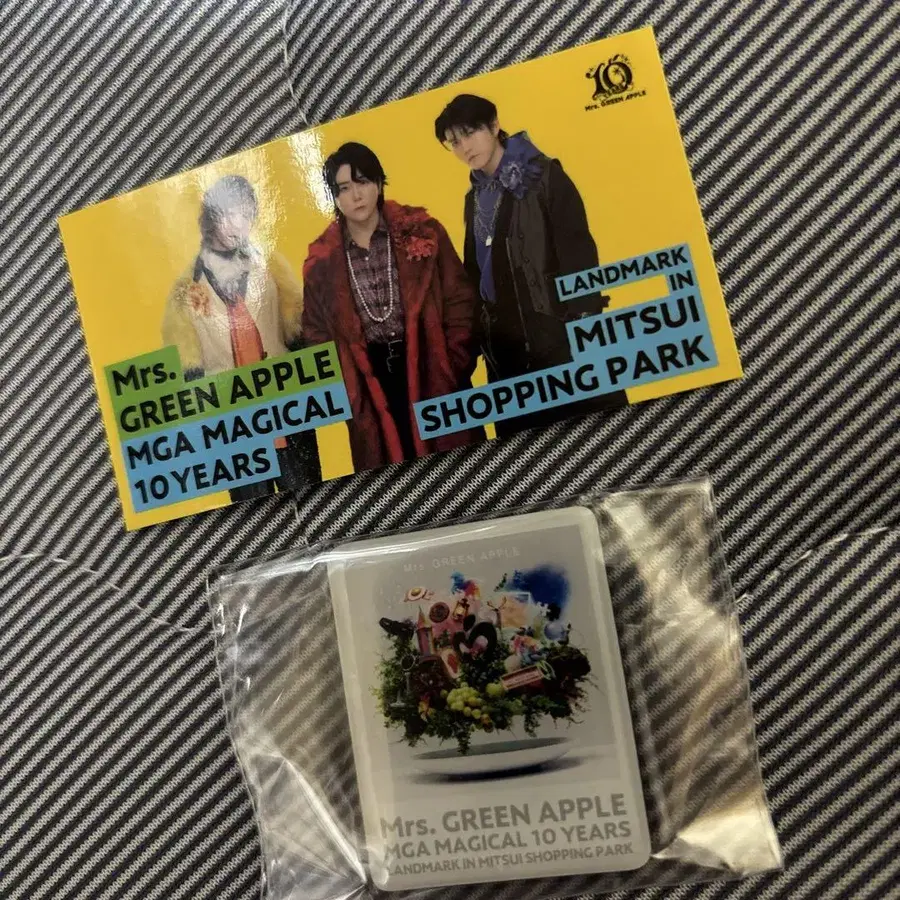 10
Mrs. GREEN APPLE
LANDMARK
IN
MITSUI
SHOPPING PARK
Mrs.
GREEN APPLE
MGA MAGICAL
10 YEARS
Mrs. GREEN APPLE
Mrs. GREEN APPLE
MGA MAGICAL 10 YEARS
LANDMARK IN MITSUI SHOPPING PARK